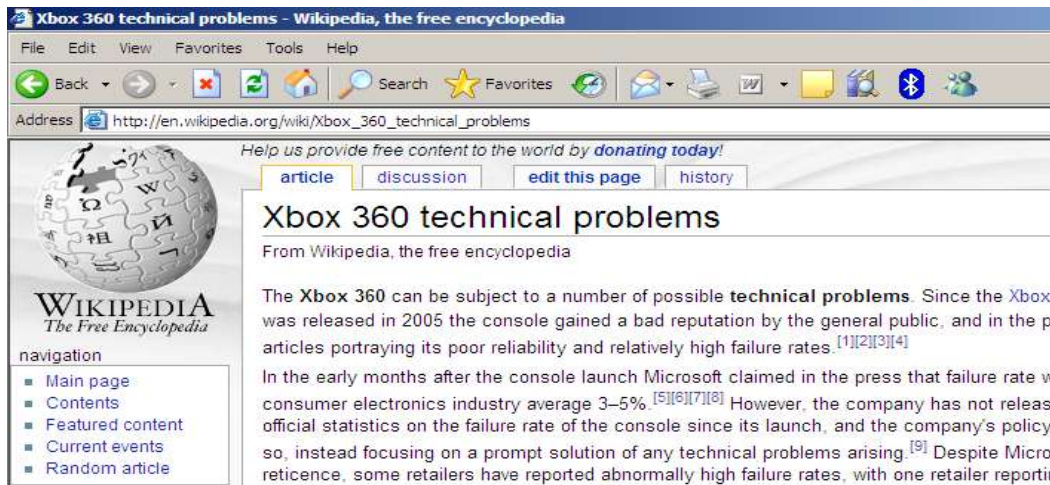 Xbox 360 technical problems - Wikipedia, the free encyclopedia
File Edit View Favorites Tools Help
Back Search Favorites
Address http://en.wikipedia.org/wiki/Xbox_360_technical_problems
Help us provide free content to the world by donating today!
article discussion edit this page history
Xbox 360 technical problems
From Wikipedia, the free encyclopedia
The Xbox 360 can be subject to a number of possible technical problems. Since the Xbox
was released in 2005 the console gained a bad reputation by the general public, and in the p
articles portraying its poor reliability and relatively high failure rates.[1][2][3][4]
In the early months after the console launch Microsoft claimed in the press that failure rate w
consumer electronics industry average 3–5%.[5][6][7][8] However, the company has not releas
official statistics on the failure rate of the console since its launch, and the company's policy
so, instead focusing on a prompt solution of any technical problems arising.[9] Despite Micro
reticence, some retailers have reported abnormally high failure rates, with one retailer reporti
Ω W И 祖
WIKIPEDIA
The Free Encyclopedia
navigation
Main page
Contents
Featured content
Current events
Random article